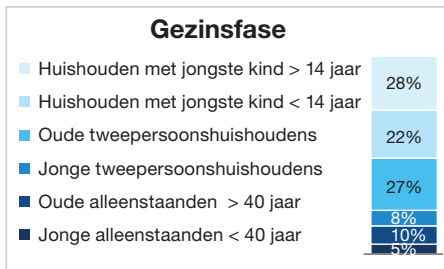 Gezinsfase
Huishouden met jongste kind > 14 jaar
Huishouden met jongste kind < 14 jaar
Oude tweepersoonshuishoudens
Jonge tweepersoonshuishoudens
Oude alleenstaanden > 40 jaar
Jonge alleenstaanden < 40 jaar
28%
22%
27%
8%
10%
5%